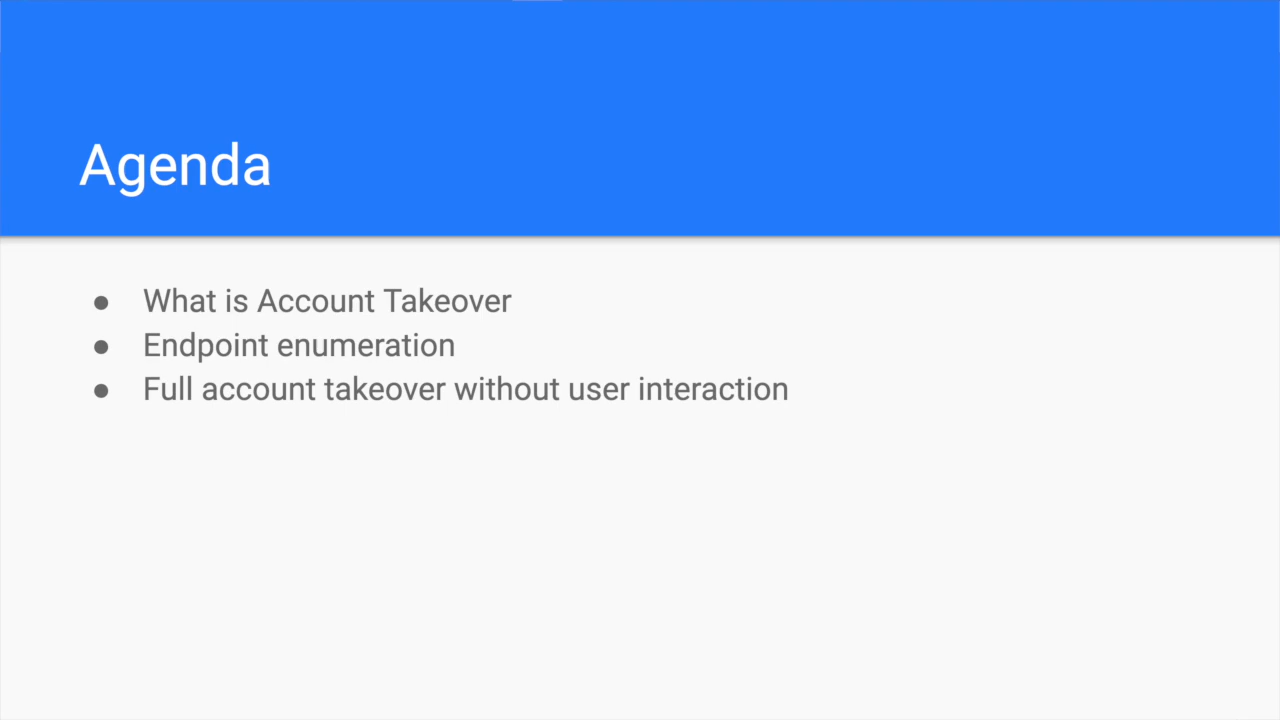 Agenda
● What is Account Takeover
● Endpoint enumeration
● Full account takeover without user interaction